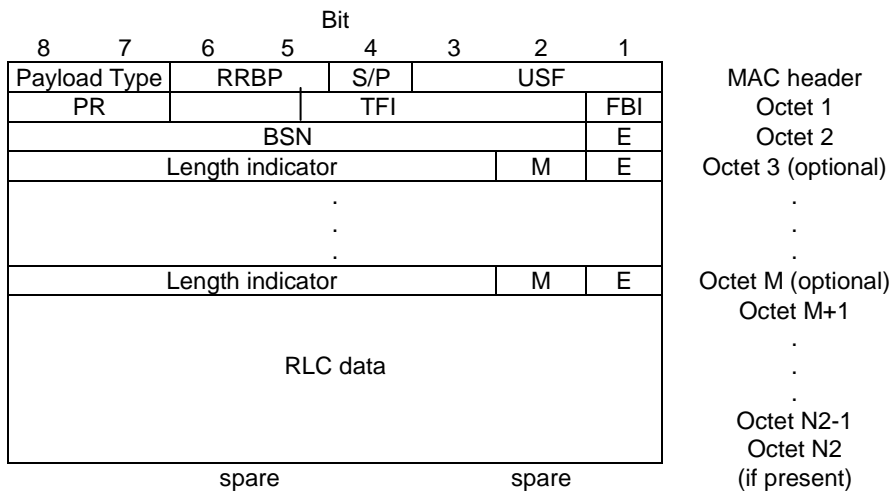 Bit
8 7 6 5 4 3 2 1
Payload Type RRBP S/P USF MAC header
PR TFI FBI Octet 1
BSN E Octet 2
Length indicator M E Octet 3 (optional)
. .
. .
. .
Length indicator M E Octet M (optional)
Octet M+1
.
RLC data .
.
Octet N2-1
Octet N2
spare spare (if present)